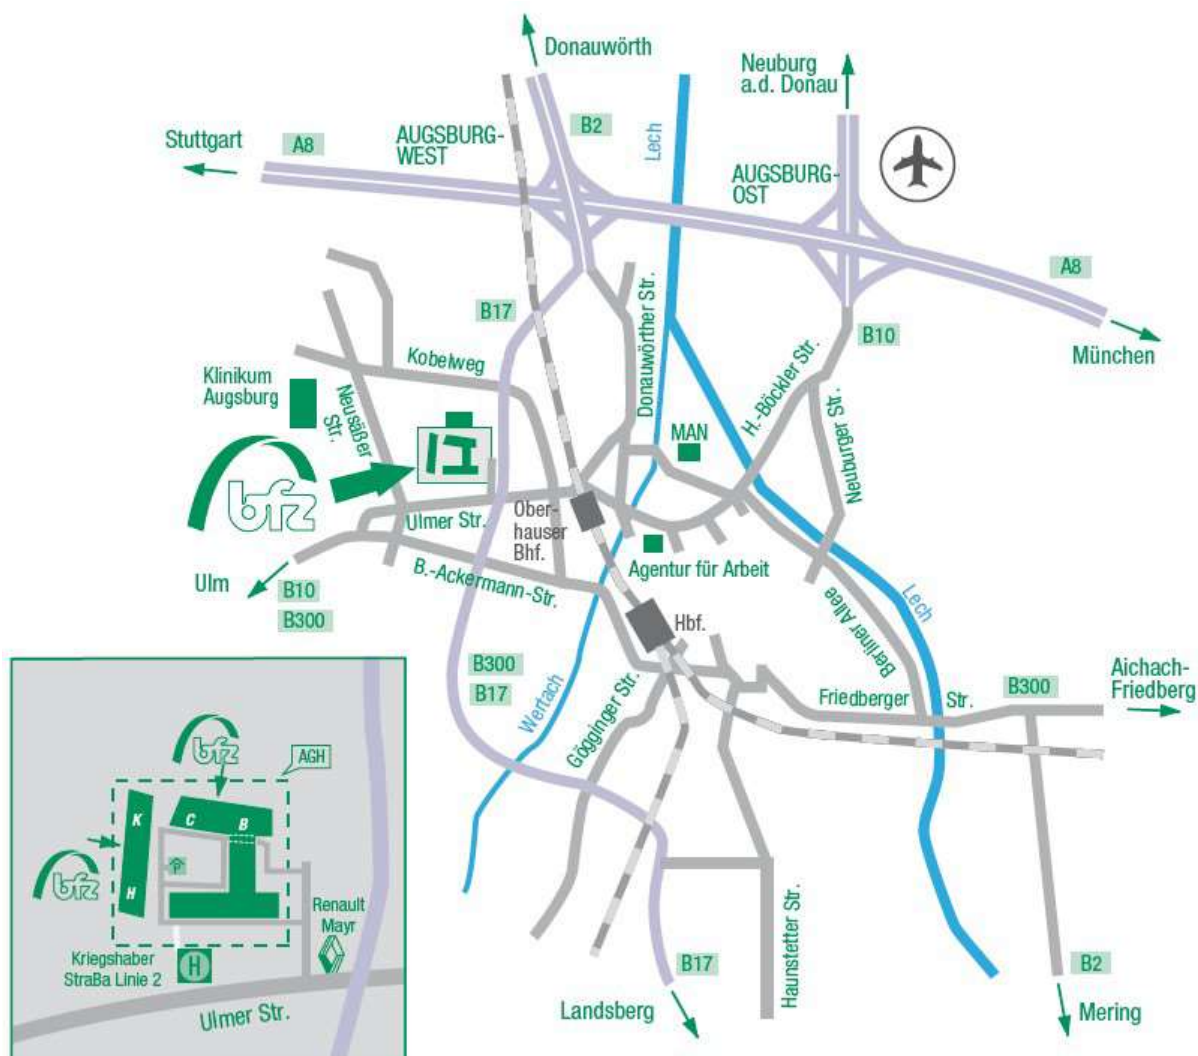 Donauwörth
Neuburg
a.d. Donau
B2
Stuttgart
A8
AUGSBURG-
WEST
Lech
AUGSBURG-
OST
A8
B17
Donauwörther Str.
B10
München
Kobelweg
H.-Böckler Str.
Klinikum
Augsburg
Neusäßer
Str.
Neuburger Str.
MAN
bfz
Ulmer Str.
Ober-
hauser
Bhf.
Agentur für Arbeit
Ulm
B10
B300
B.-Ackermann-Str.
Berliner Allee
Lech
Hbf.
B300
B17
Wertach
Gögginger Str.
Friedberger Str.
B300
Aichach-
Friedberg
bfz
AGH
K
C
B
P
bfz
H
Renault
Mayr
Kriegshaber
StraBa Linie 2
H
Ulmer Str.
B17
Haunstetter Str.
B2
Landsberg
Mering